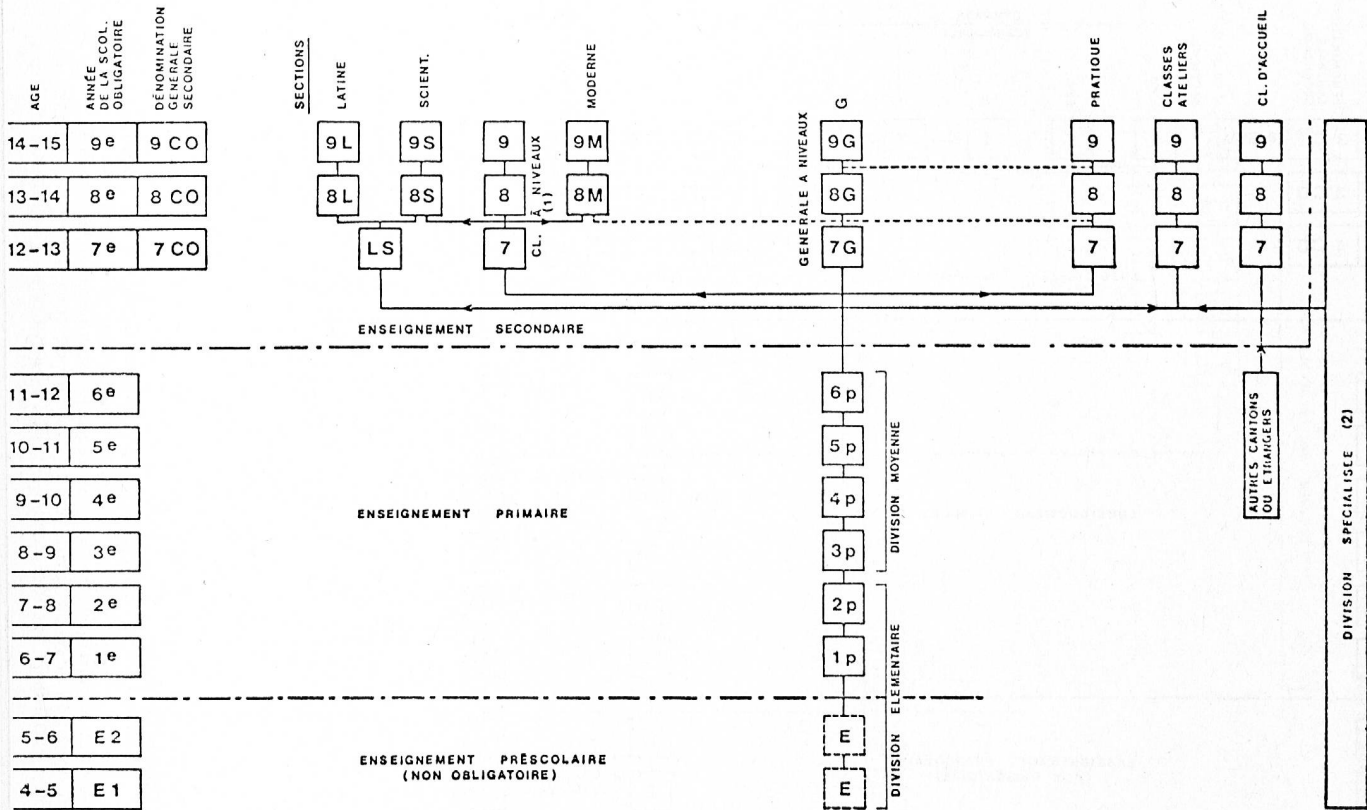 AGE
ANNÉE
DE LA SCOL.
OBLIGATOIRE
DÉNOMINATION
GENERALE
SECONDAIRE
SECTIONS
LATINE
SCIENT.
MODERNE
G
PRATIQUE
CLASSES
ATELIERS
CL. D'ACCUEIL
14-15 9e 9 CO 9L 9S 9 9M 9G 9 9 9
13-14 8e 8 CO 8L 8S 8 8M 8G 8 8 8
12-13 7e 7 CO LS 7 7G 7 7 7
CL. À NIVEAUX
(1)
GENERALE A NIVEAUX
ENSEIGNEMENT SECONDAIRE
11-12 6e 6p
10-11 5e 5p
9-10 4e 4p
8-9 3e 3p
7-8 2e 2p
6-7 1e 1p
ENSEIGNEMENT PRIMAIRE
DIVISION MOYENNE
AUTRES CANTONS
OU ETRANGERS
DIVISION ELEMENTAIRE
5-6 E2 E
4-5 E1 E
ENSEIGNEMENT PRÉSCOLAIRE
(NON OBLIGATOIRE)
DIVISION SPECIALISEE (2)